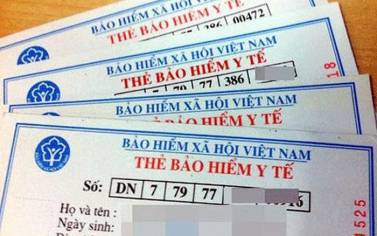 BẢO HIỂM XÃ HỘI VIỆT NAM
00472
THẺ BẢO HIỂM Y TẾ
BẢO HIỂM XÃ HỘI VIỆT NAM
THẺ BẢO HIỂM Y TẾ
79 77 386
18
BẢO HIỂM XÃ HỘI VIỆT NAM
THẺ BẢO HIỂM Y TẾ
BẢO HIỂM XÃ HỘI VIỆT NAM
THẺ BẢO HIỂM Y TẾ
Số: DN 7 79 77
Họ và tên :
Ngày sinh:
1525